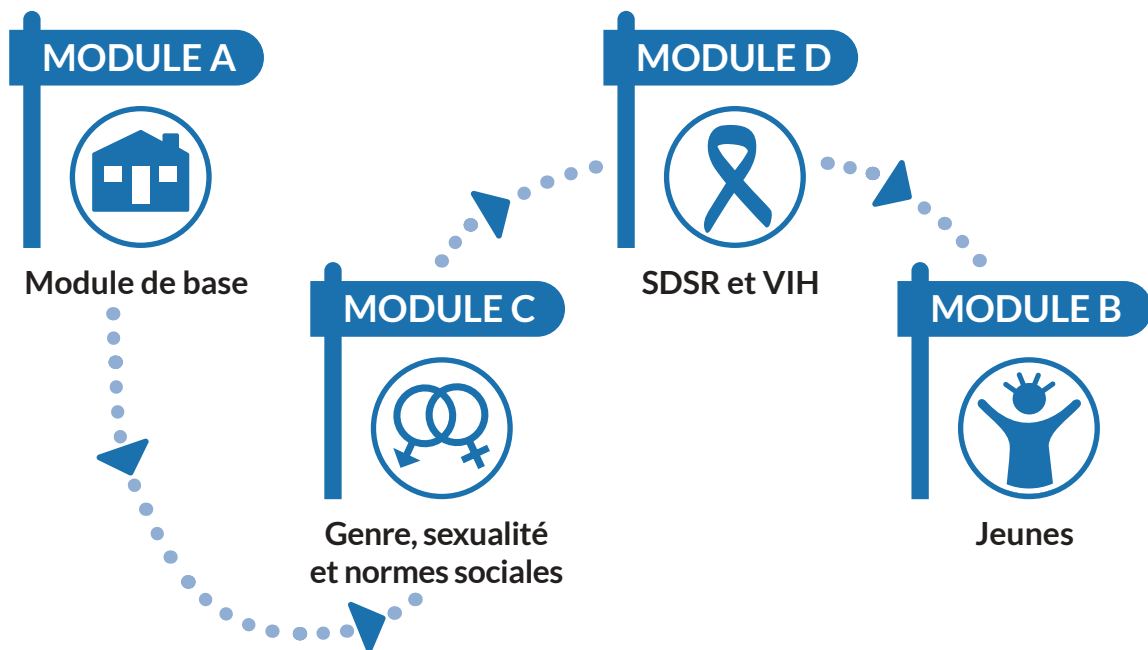 MODULE A
Module de base
MODULE C
Genre, sexualité
et normes sociales
MODULE D
SDSR et VIH
MODULE B
Jeunes